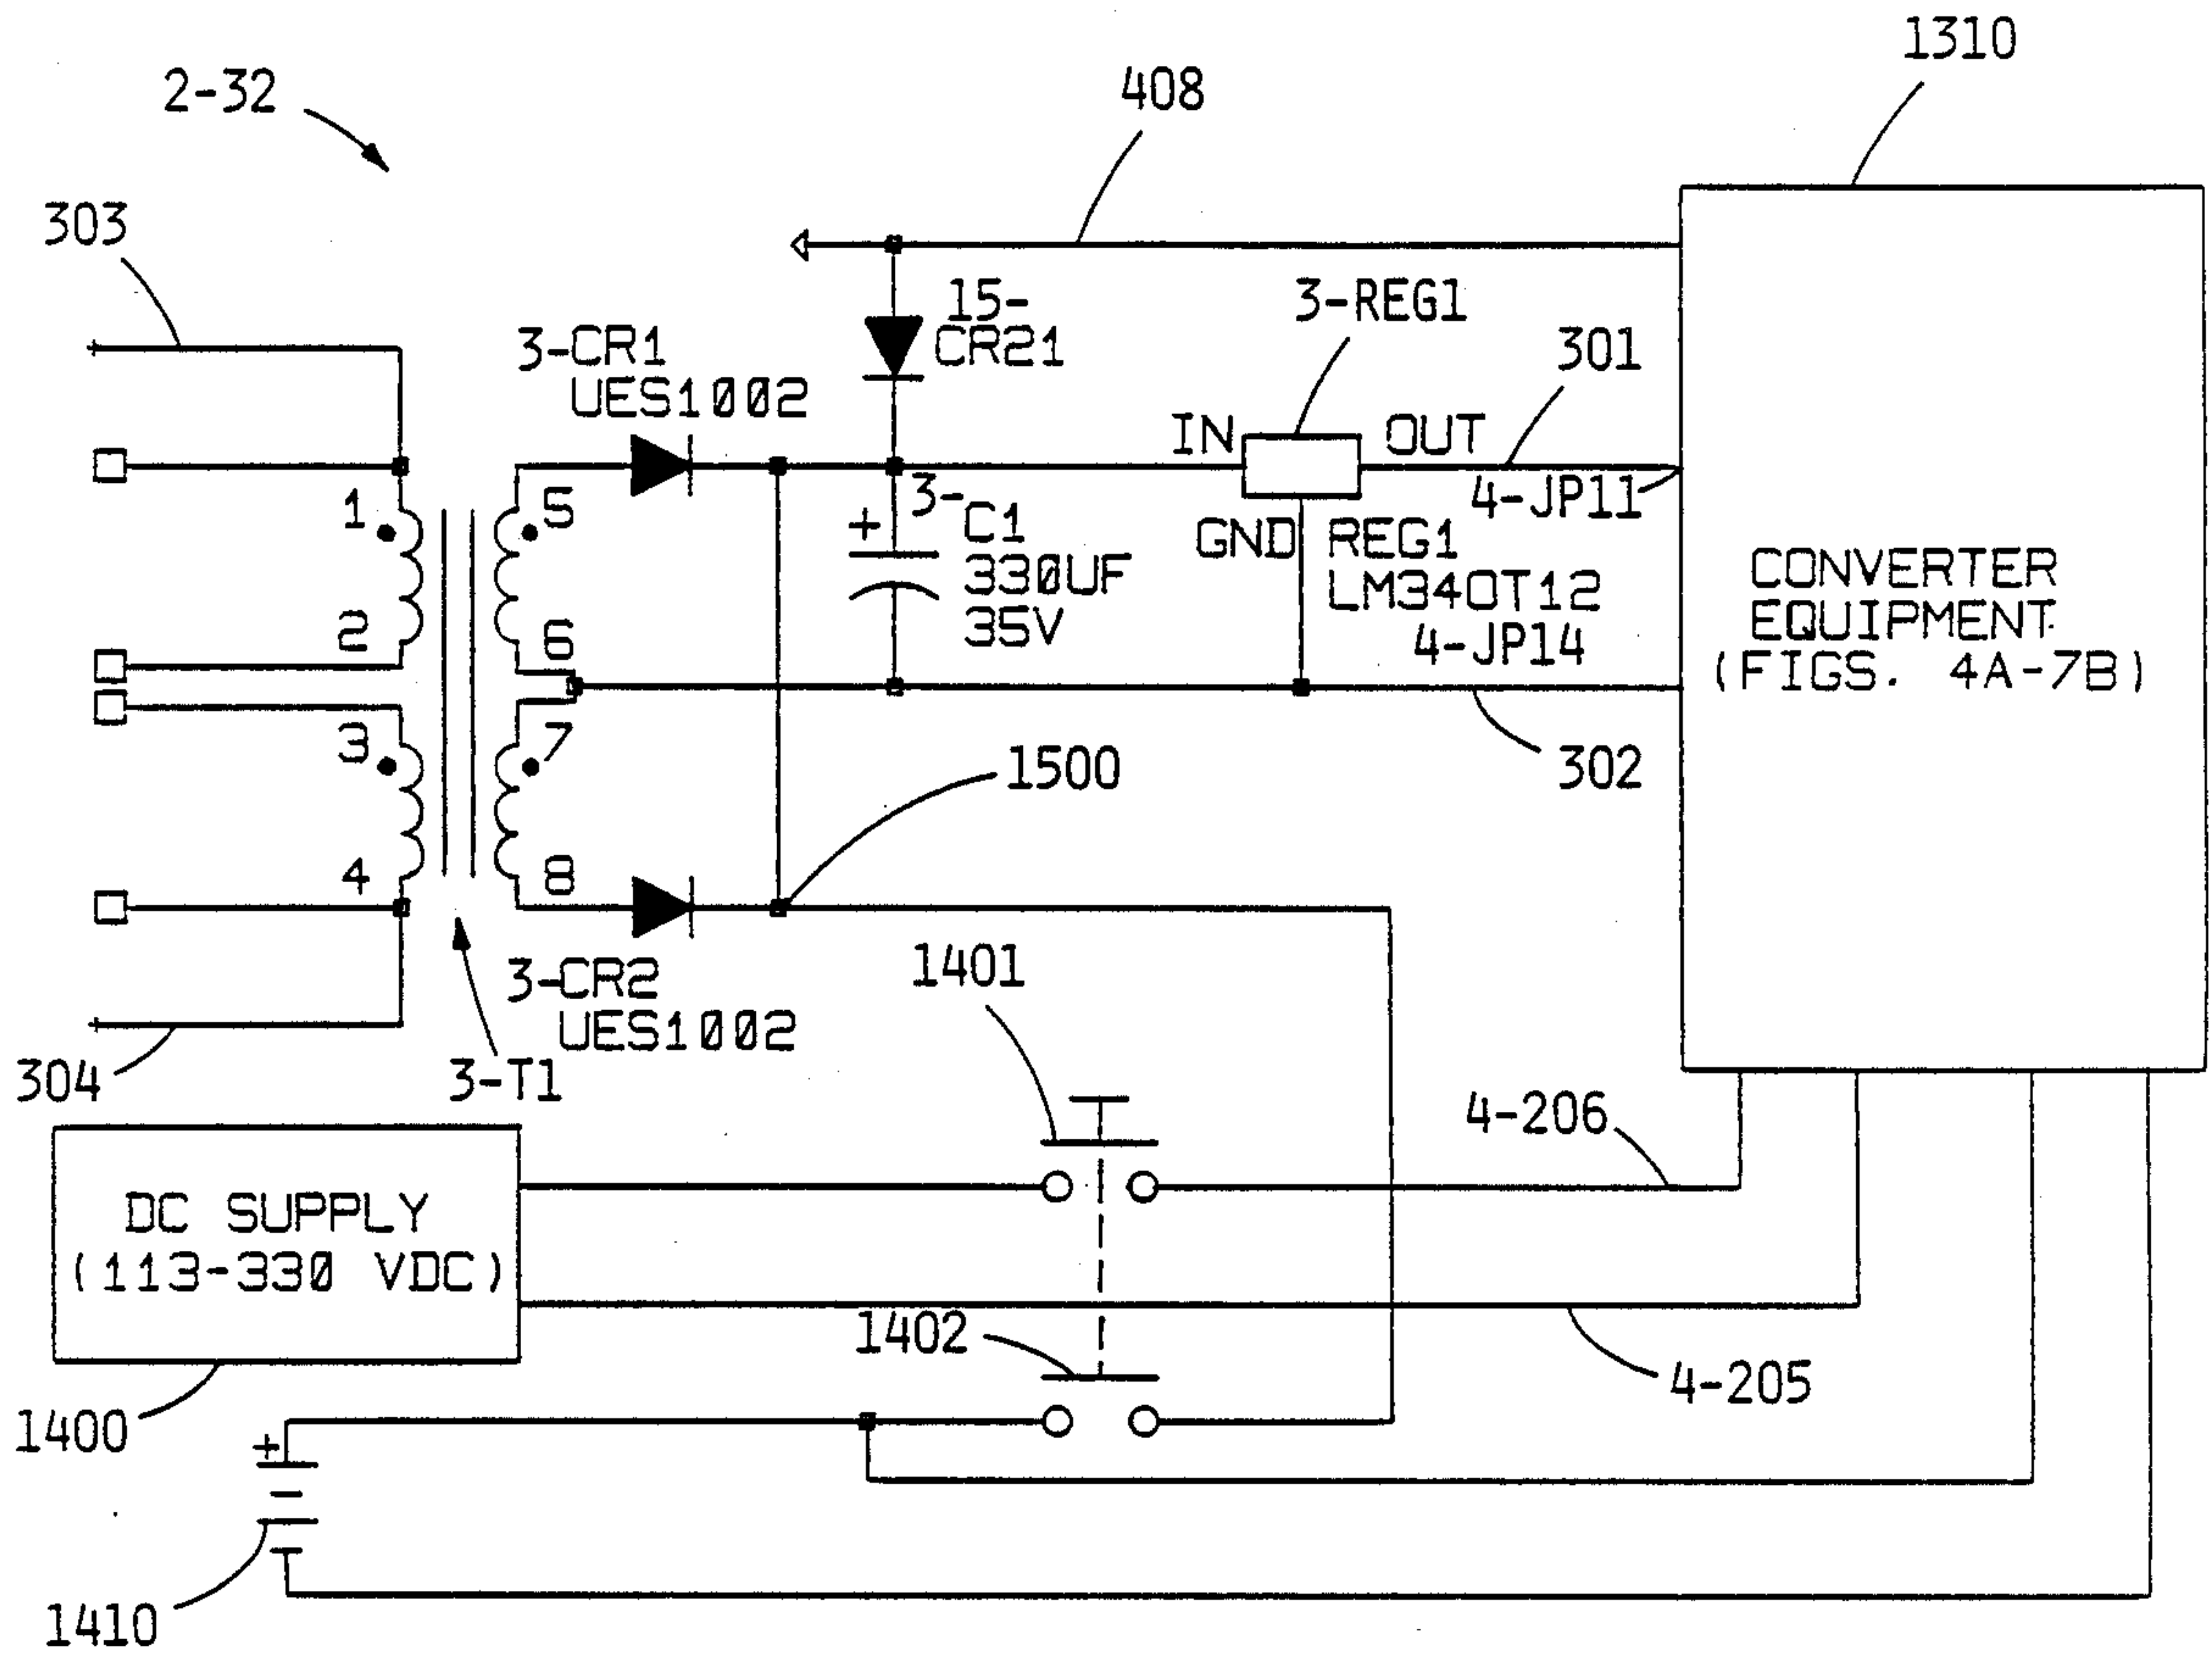 1310
2-32
408
303
15-
CR21
3-REG1
3-CR1
UES1002
301
IN
OUT
4-JP11
1
5
3-
+
C1
330UF
35V
GND
REG1
LM340T12
4-JP14
CONVERTER
EQUIPMENT
(FIGS. 4A-7B)
2
6
3
7
1500
302
4
8
1401
3-CR2
UES1002
304
3-T1
4-206
DC SUPPLY
(113-330 VDC)
1402
4-205
1400
+
1410